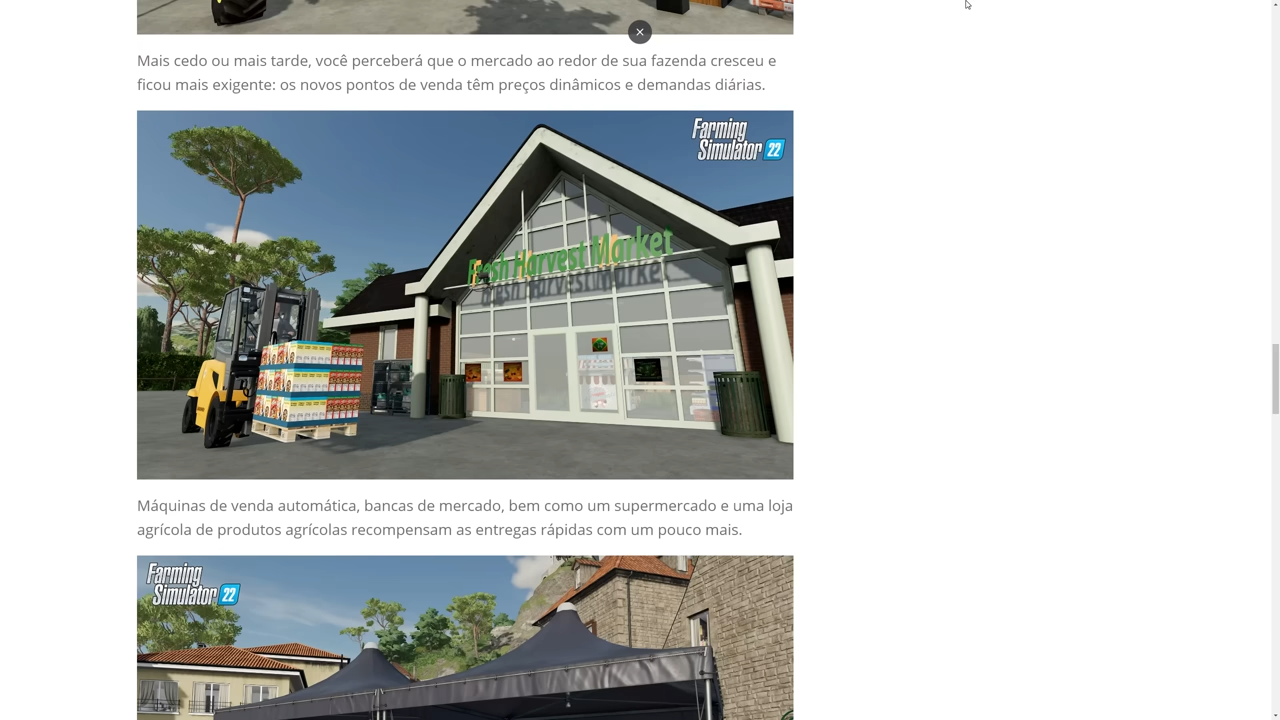 Mais cedo ou mais tarde, você perceberá que o mercado ao redor de sua fazenda cresceu e
ficou mais exigente: os novos pontos de venda têm preços dinâmicos e demandas diárias.
Farming
Simulator 22
Fresh Harvest Market
Máquinas de venda automática, bancas de mercado, bem como um supermercado e uma loja
agrícola de produtos agrícolas recompensam as entregas rápidas com um pouco mais.
Farming
Simulator 22